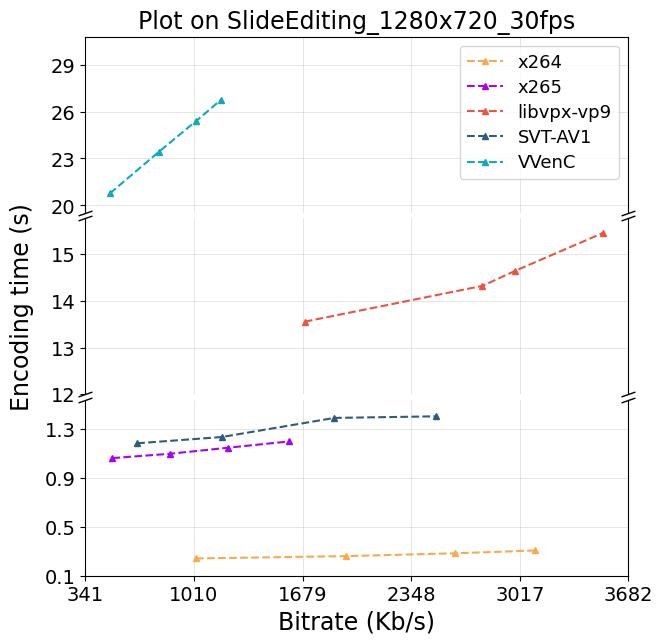 Plot on SlideEditing_1280x720_30fps
x264
x265
libvpx-vp9
SVT-AV1
VVenC
Encoding time (s)
29
26
23
20
15
14
13
12
1.3
0.9
0.5
0.1
341 1010 1679 2348 3017 3682
Bitrate (Kb/s)